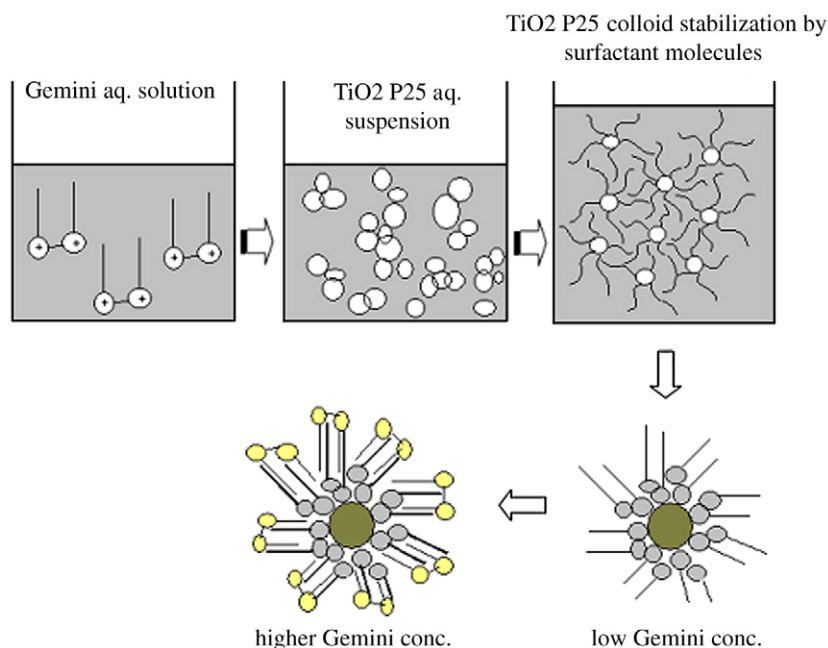 TiO2 P25 colloid stabilization by
surfactant molecules
Gemini aq. solution
TiO2 P25 aq.
suspension
+ +
+ +
+ +
higher Gemini conc.
low Gemini conc.